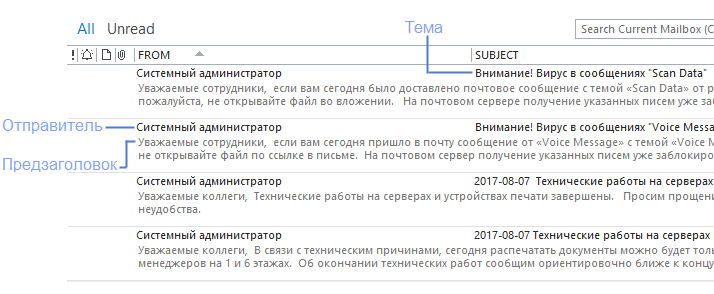 All Unread
Тема
Search Current Mailbox (C
! FROM SUBJECT
Системный администратор Внимание! Вирус в сообщениях "Scan Data"
Уважаемые сотрудники, если вам сегодня было доставлено почтовое сообщение с темой «Scan Data» от р
пожалуйста, не открывайте файл во вложении. На почтовом сервере получение указанных писем уже заб
Отправитель
Системный администратор Внимание! Вирус в сообщениях "Voice Messa
Уважаемые сотрудники, если вам сегодня пришло в почту сообщение от «Voice Message» с темой «Voice М
Предзаголовок
не открывайте файл по ссылке в письме. На почтовом сервер получение указанных писем уже заблокиро
Системный администратор 2017-08-07 Технические работы на серверах
Уважаемые коллеги, Технические работы на серверах и устройствах печати завершены. Просим прощени
неудобства.
Системный администратор 2017-08-07 Технические работы на серверах
Уважаемые коллеги, В связи с техническим причинами, сегодня распечатать документы можно будет толь
менеджеров на 1 и 6 этажах. Об окончании технических работ сообщим ориентировочно ближе к концу